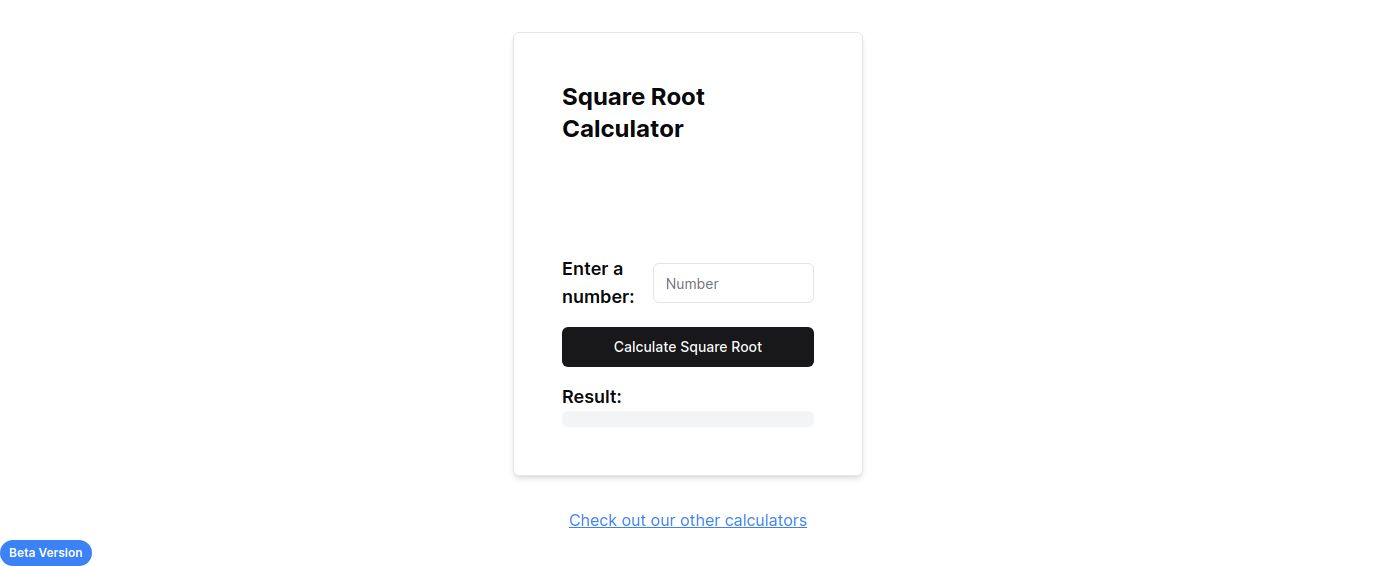 Square Root
Calculator
Enter a
number:
Number
Calculate Square Root
Result:
Check out our other calculators
Beta Version